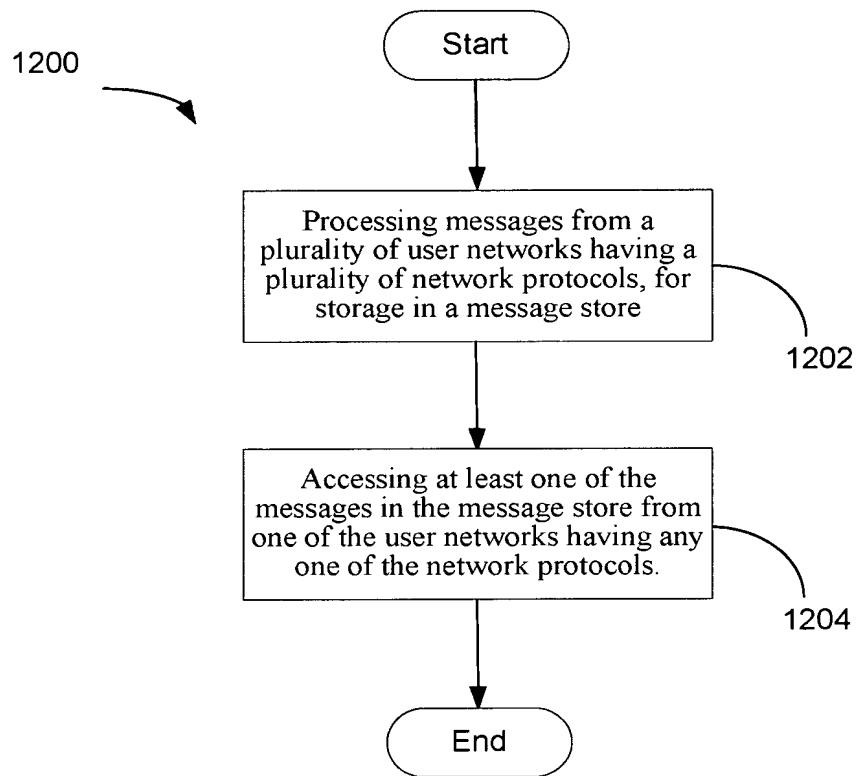 Start
1200
Processing messages from a
plurality of user networks having a
plurality of network protocols, for
storage in a message store
1202
Accessing at least one of the
messages in the message store from
one of the user networks having any
one of the network protocols.
1204
End